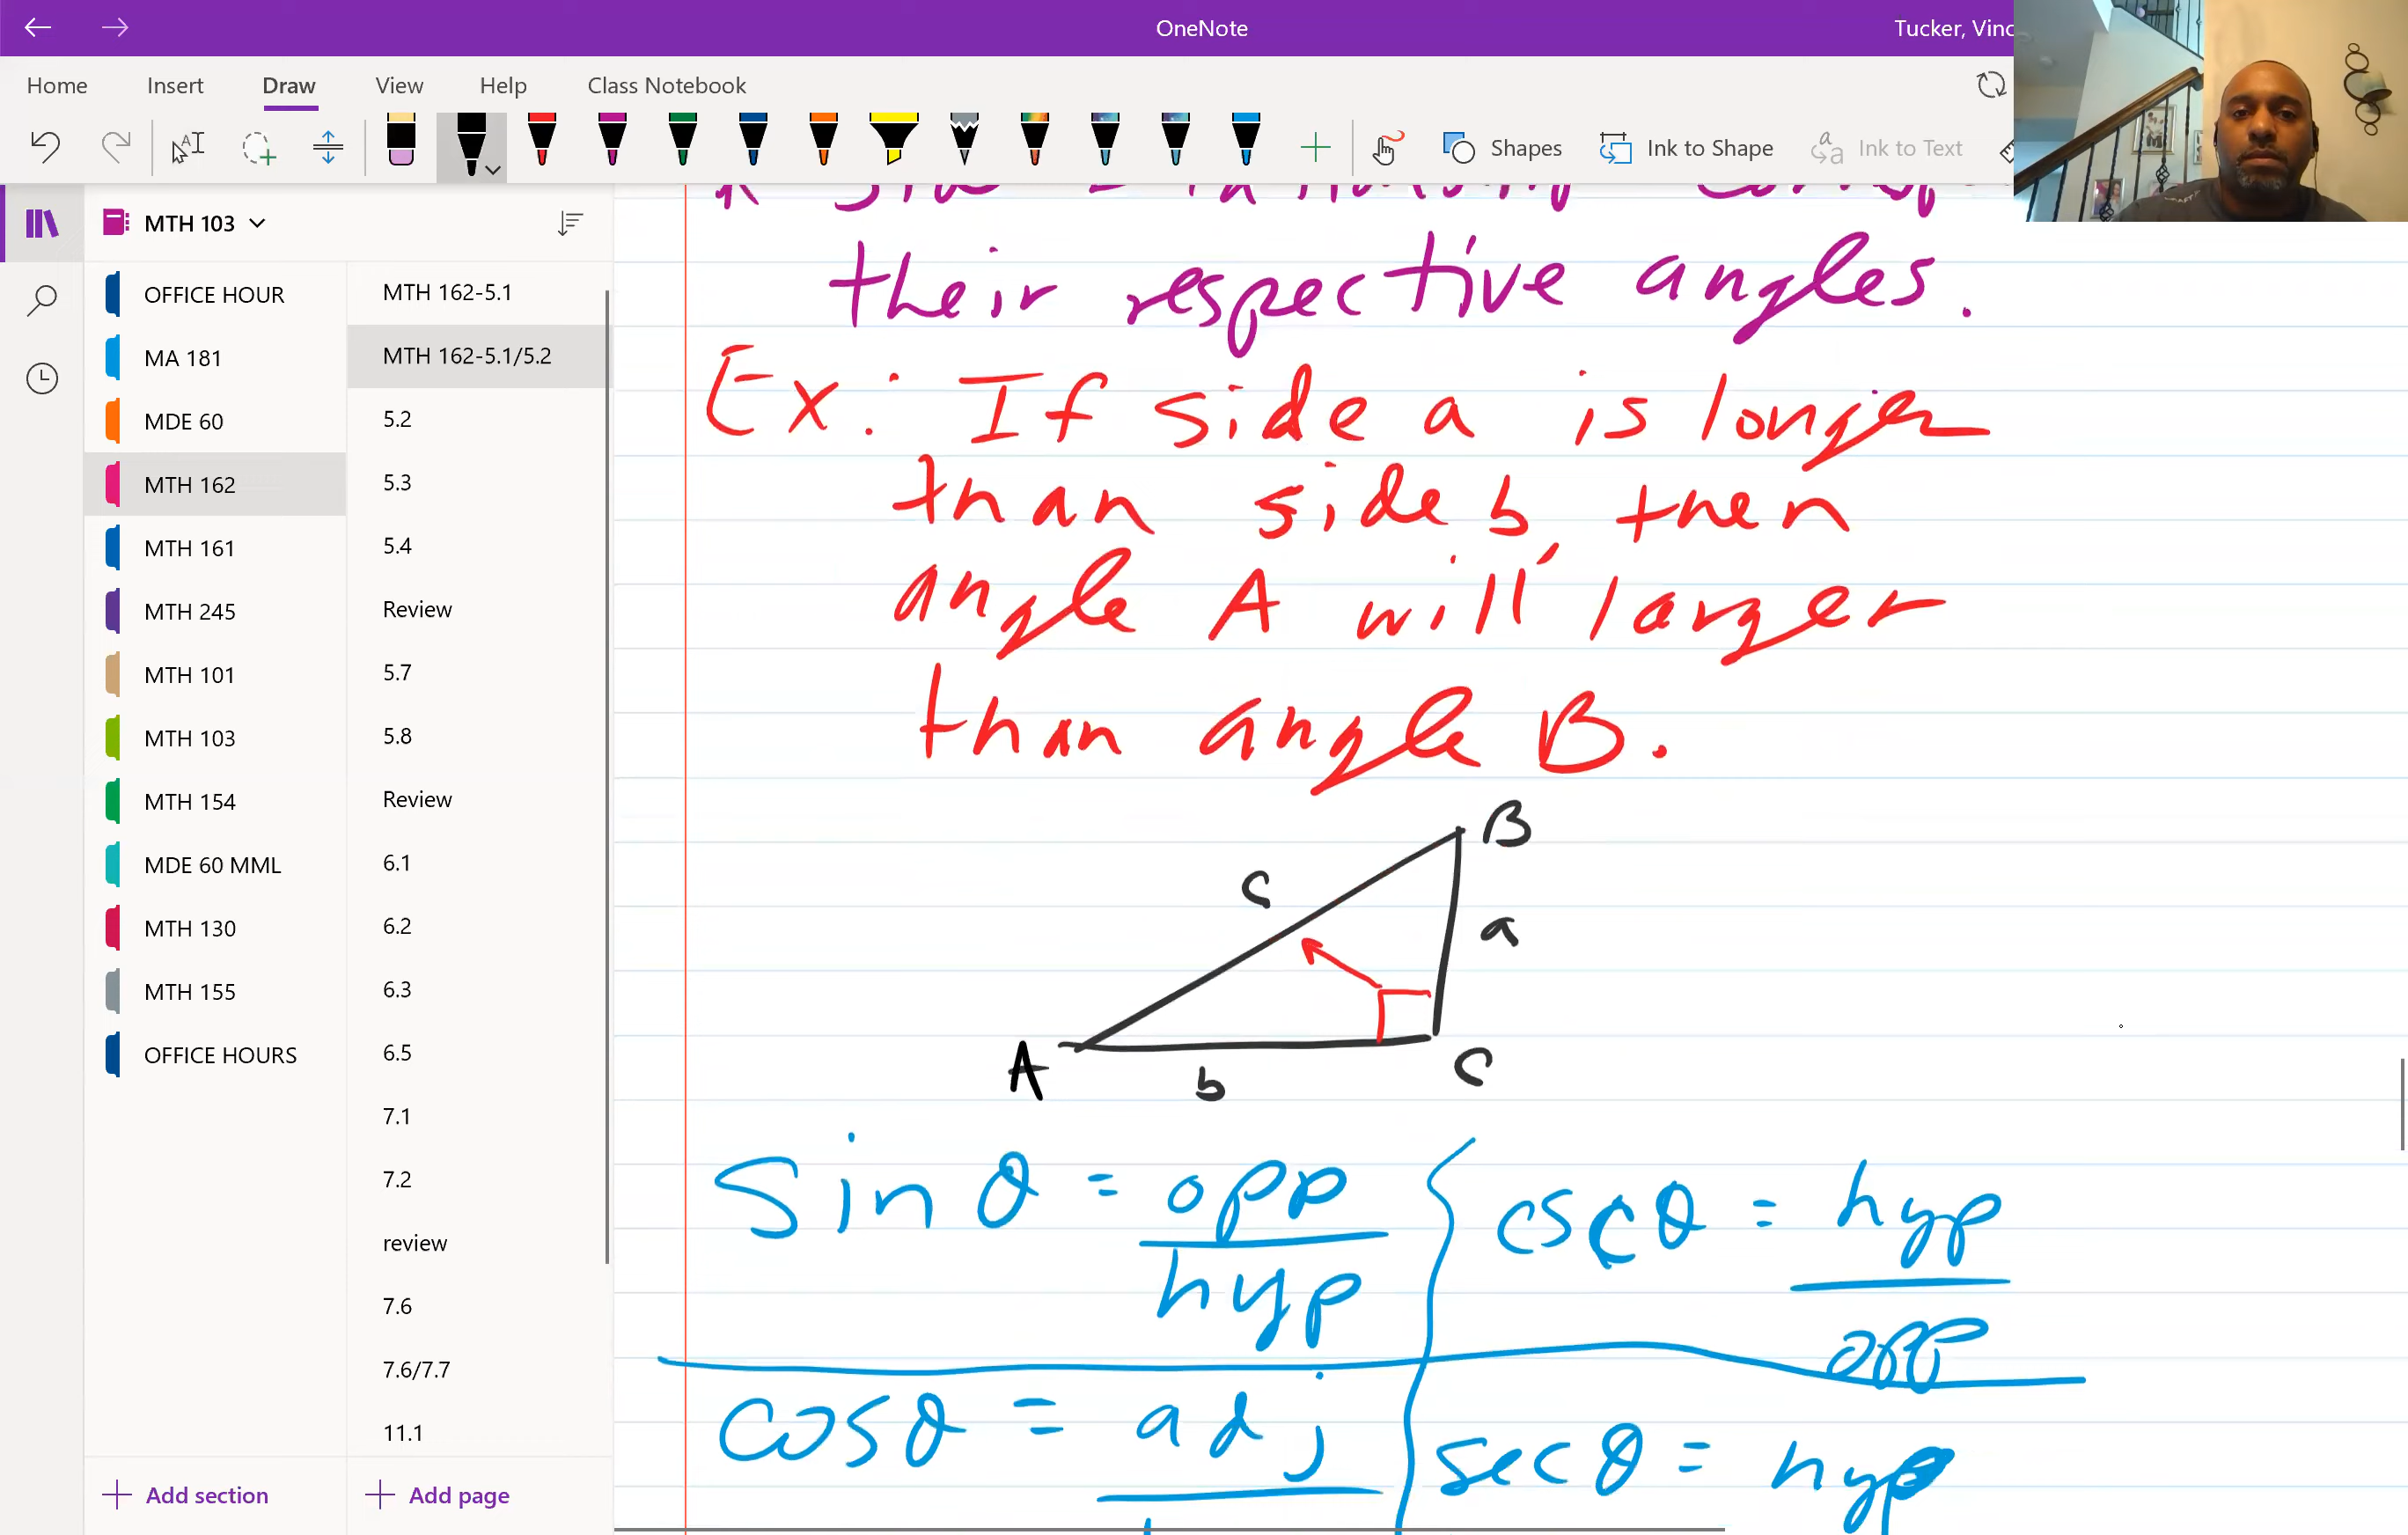 OneNote
Tucker, Vinc
Home Insert Draw View Help Class Notebook
Shapes Ink to Shape Ink to Text
MTH 103
OFFICE HOUR
MA 181
MDE 60
MTH 162
MTH 161
MTH 245
MTH 101
MTH 103
MTH 154
MDE 60 MML
MTH 130
MTH 155
OFFICE HOURS
Add section
MTH 162-5.1
MTH 162-5.1/5.2
5.2
5.3
5.4
Review
5.7
5.8
Review
6.1
6.2
6.3
6.5
7.1
7.2
review
7.6
7.6/7.7
11.1
Add page
their respective angles.
Ex: If side a is longer
than side b, then
angle A will larger
than angle B.
B
c
a
A
b
C
Sin θ = opp
hyp
csc θ = hyp
opp
cos θ = adj
sec θ = hyp